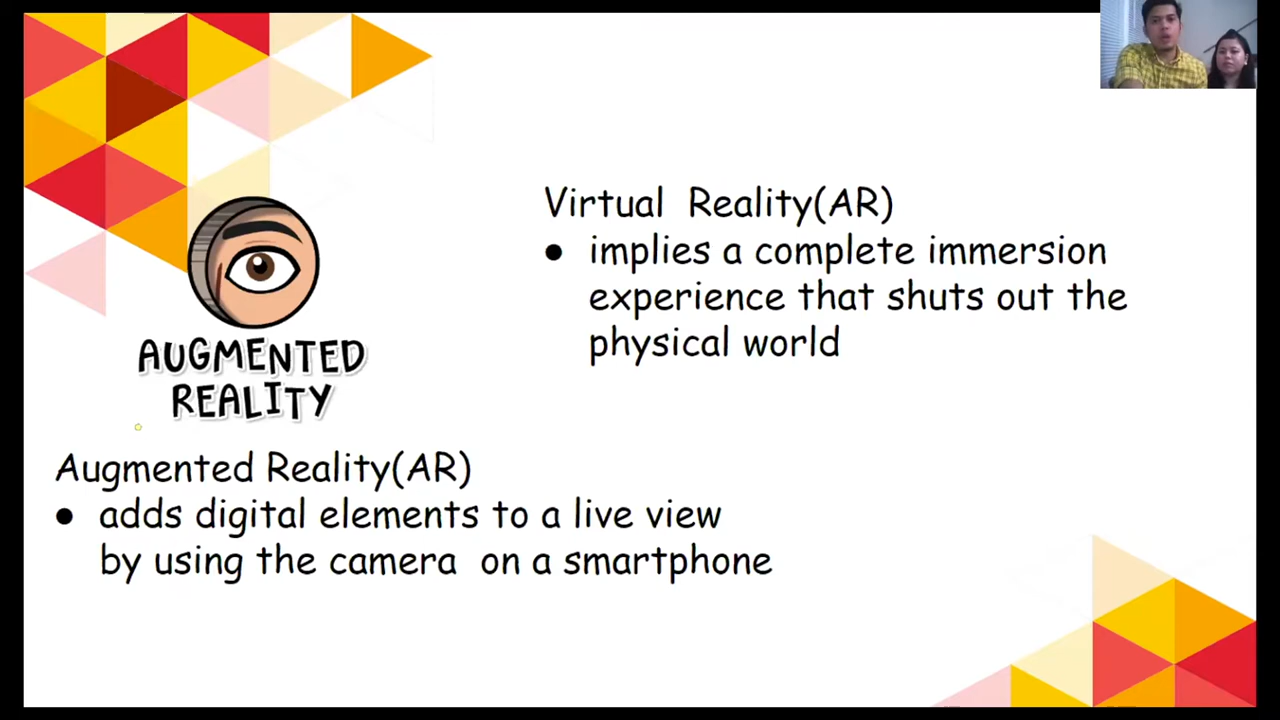 Virtual Reality(AR)
● implies a complete immersion
experience that shuts out the
physical world
AUGMENTED
REALITY
Augmented Reality(AR)
● adds digital elements to a live view
by using the camera on a smartphone